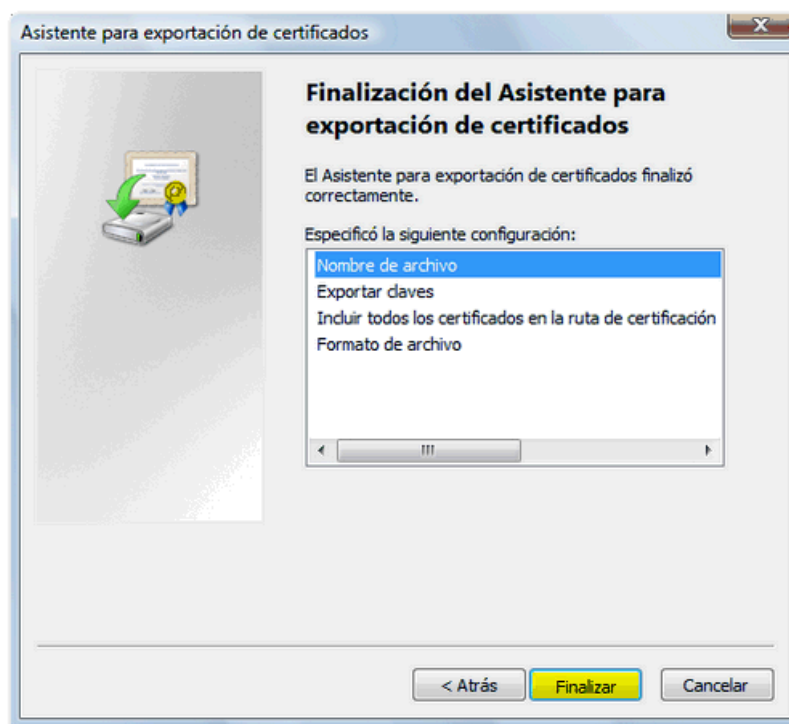 Asistente para exportación de certificados
Finalización del Asistente para
exportación de certificados
El Asistente para exportación de certificados finalizó
correctamente.
Especificó la siguiente configuración:
Nombre de archivo
Exportar claves
Incluir todos los certificados en la ruta de certificación
Formato de archivo
< Atrás Finalizar Cancelar